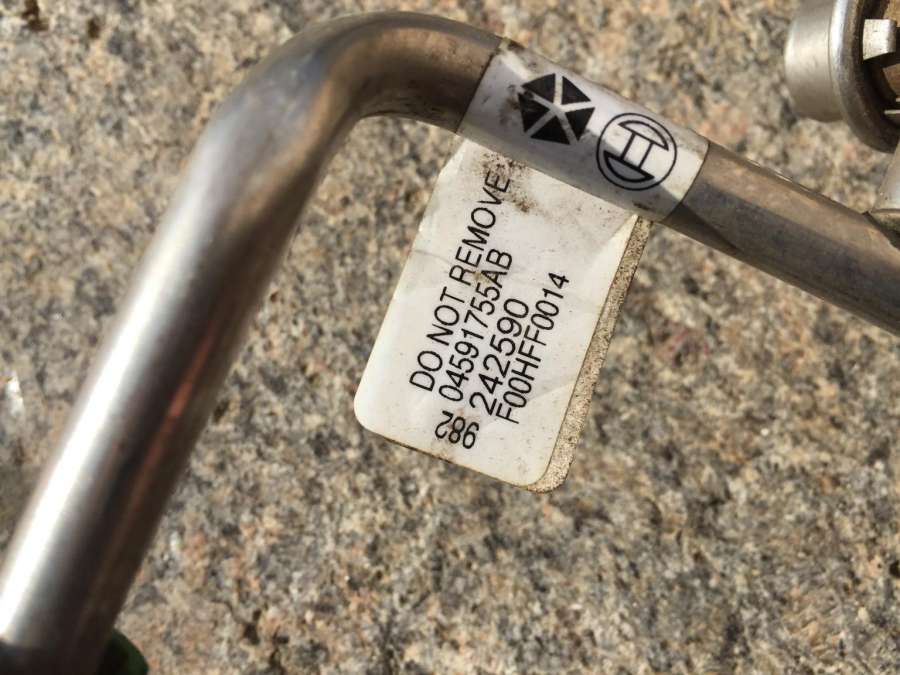 DO NOT REMOVE
04591755AB
242590
F00HFF0014
982